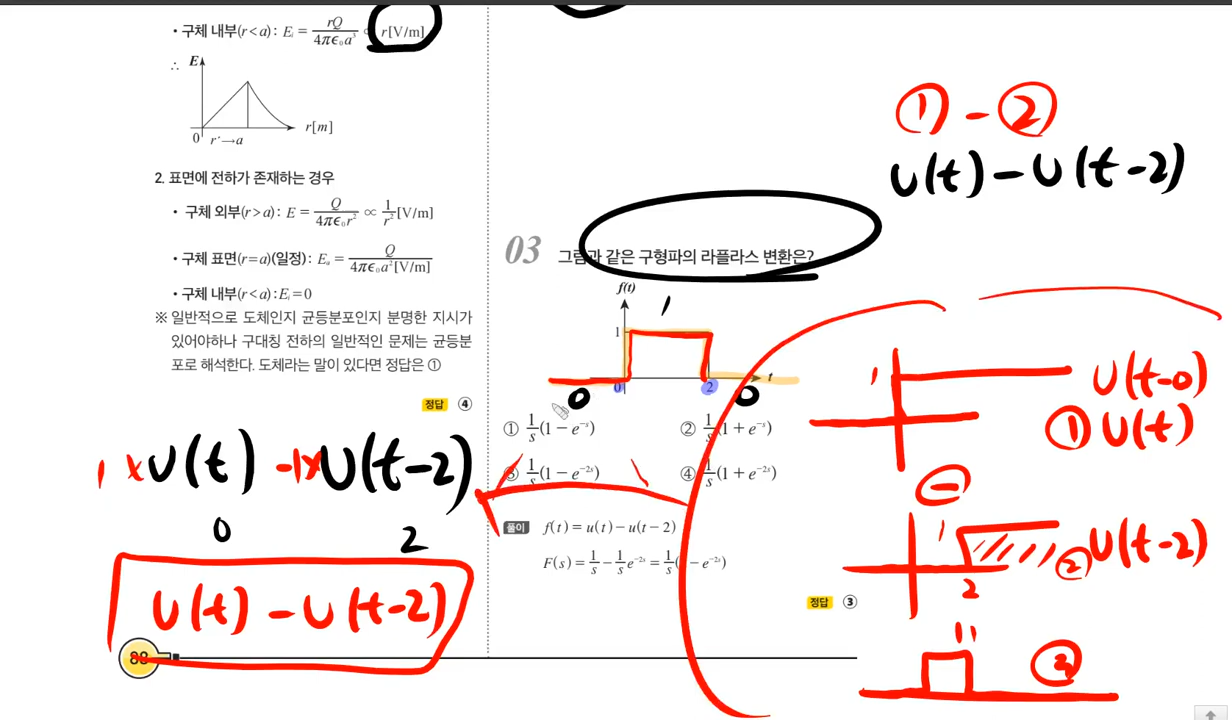 • 구체 내부(r < a) : Eᵢ = rQ / 4πϵ₀a³ ∝ r[V/m]
∴
E
0 r → a r[m]
2. 표면에 전하가 존재하는 경우
• 구체 외부(r > a) : E = Q / 4πϵ₀r² ∝ 1/r² [V/m]
• 구체 표면(r = a)(일정) : Eₐ = Q / 4πϵ₀a²[V/m]
• 구체 내부(r < a) : Eᵢ = 0
※ 일반적으로 도체인지 균등분포인지 분명한 지시가
있어야하나 구대칭 전하의 일반적인 문제는 균등분
포로 해석한다. 도체라는 말이 있다면 정답은 ①
정답 ④
1 × u(t) -1× u(t-2)
0 2
u(t) - u(t-2)
88
① - ②
u(t) - u(t-2)
03 그림과 같은 구형파의 라플라스 변환은?
f(t)
1
1
0 2 t
0 0
① 1/s (1 − e⁻ˢ) ② 1/s (1 + e⁻ˢ)
③ 1/s (1 − e⁻²ˢ) ④ 1/s (1 + e⁻²ˢ)
풀이 f(t) = u(t) − u(t − 2)
F(s) = 1/s − 1/s e⁻²ˢ = 1/s ( − e⁻²ˢ)
정답 ③
1 u(t-0)
① u(t)
−
1 ② u(t-2)
2